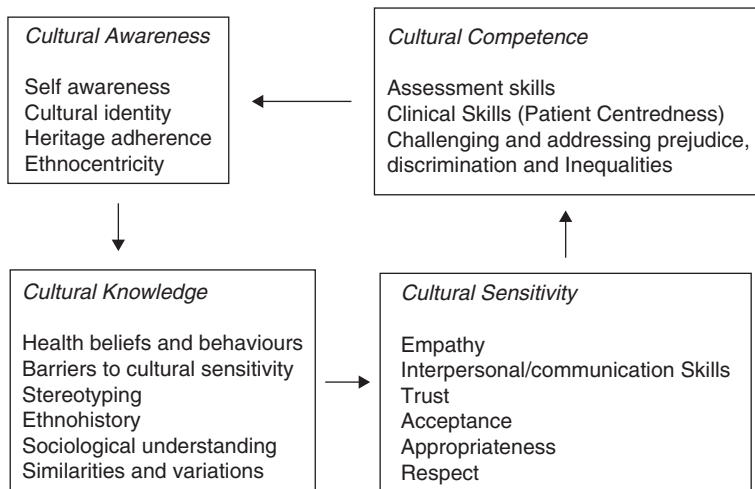 Cultural Awareness
Self awareness
Cultural identity
Heritage adherence
Ethnocentricity
Cultural Competence
Assessment skills
Clinical Skills (Patient Centredness)
Challenging and addressing prejudice,
discrimination and Inequalities
Cultural Knowledge
Health beliefs and behaviours
Barriers to cultural sensitivity
Stereotyping
Ethnohistory
Sociological understanding
Similarities and variations
Cultural Sensitivity
Empathy
Interpersonal/communication Skills
Trust
Acceptance
Appropriateness
Respect